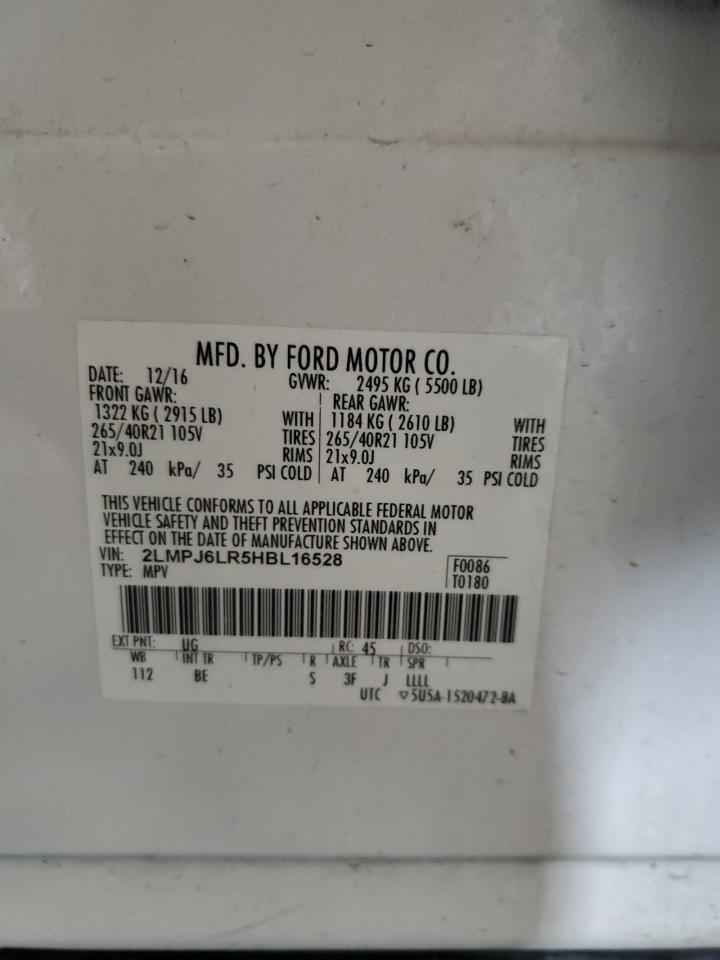 MFD. BY FORD MOTOR CO.
DATE: 12/16 GVWR: 2495 KG ( 5500 LB)
FRONT GAWR: REAR GAWR:
1322 KG ( 2915 LB) WITH 1184 KG ( 2610 LB) WITH
265/40R21 105V TIRES 265/40R21 105V TIRES
21x9.0J RIMS 21x9.0J RIMS
AT 240 kPa/ 35 PSI COLD AT 240 kPa/ 35 PSI COLD
THIS VEHICLE CONFORMS TO ALL APPLICABLE FEDERAL MOTOR
VEHICLE SAFETY AND THEFT PREVENTION STANDARDS IN
EFFECT ON THE DATE OF MANUFACTURE SHOWN ABOVE.
VIN: 2LMPJ6LR5HBL16528 F0086
TYPE: MPV T0180
EXT PNT: UG RC: 45 DSO:
WB INT TR TP/PS R AXLE TR SPR
112 BE S 3F J LLLL
UTC ▽5U5A-1520472-BA